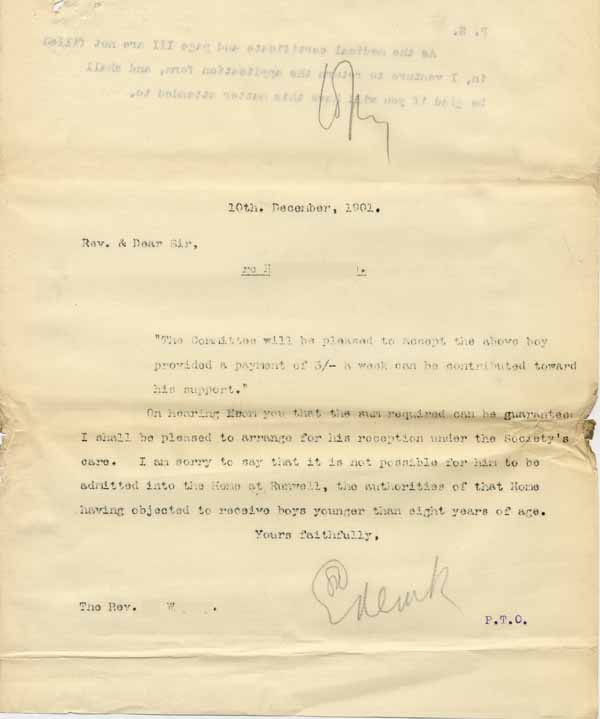 P. S.
As the medical certificate and page III are not filled
in, I venture to return the application form, and shall
be glad if you will have this matter attended to.
Copy
10th. December, 1901.
Rev. & Dear Sir,
re H
"The Committee will be pleased to accept the above boy
provided a payment of 3/- a week can be contributed toward
his support."
On hearing from you that the sum required can be guarantee
I shall be pleased to arrange for his reception under the Society's
care. I am sorry to say that it is not possible for him to be
admitted into the Home at Runwell, the authorities of that Home
having objected to receive boys younger than eight years of age.
Yours faithfully,
The Rev. W .
P.T.O.